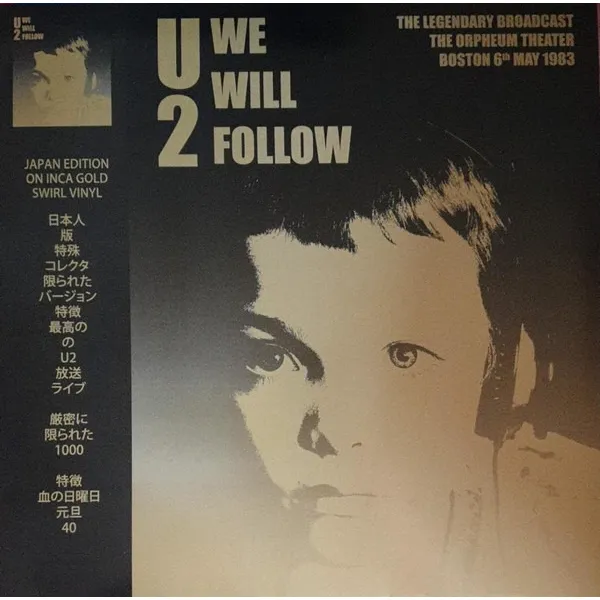 U2 WE
WILL
FOLLOW
JAPAN EDITION
ON INCA GOLD
SWIRL VINYL
日本人
版
特殊
コレクタ
限られた
バージョン
特徴
最高の
の
U2
放送
ライブ
厳密に
限られた
1000
特徴
血の日曜日
元旦
40
U2
WE
WILL
FOLLOW
THE LEGENDARY BROADCAST
THE ORPHEUM THEATER
BOSTON 6th MAY 1983